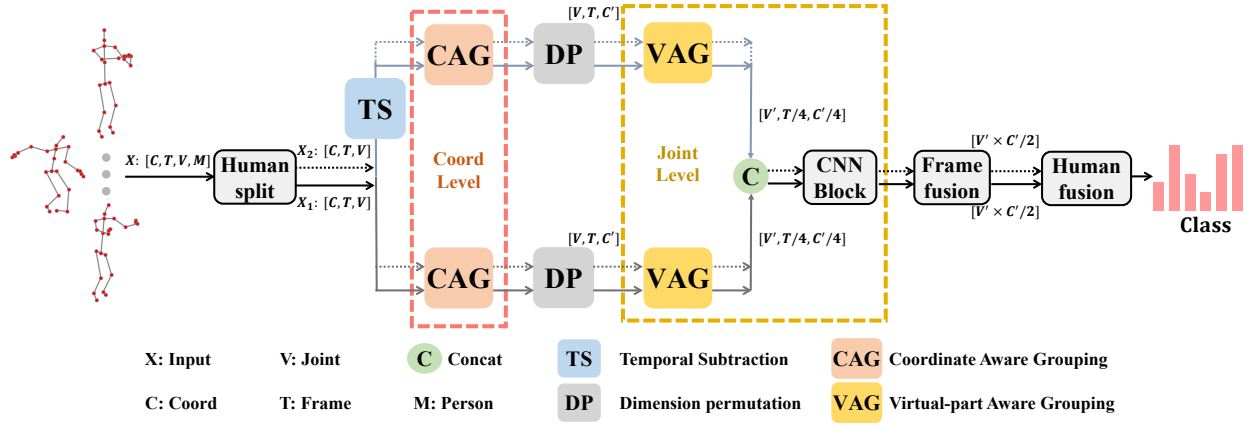 [V, T, C′]
CAG
DP
VAG
TS
[V′, T/4, C′/4]
X: [C, T, V, M]
Human
split
X₂: [C, T, V]
X₁: [C, T, V]
Coord
Level
Joint
Level
C
CNN
Block
Frame
fusion
[V′ × C′/2]
[V′ × C′/2]
Human
fusion
Class
[V, T, C′]
[V′, T/4, C′/4]
CAG
DP
VAG
X: Input
V: Joint
C
Concat
TS
Temporal Subtraction
CAG
Coordinate Aware Grouping
C: Coord
T: Frame
M: Person
DP
Dimension permutation
VAG
Virtual-part Aware Grouping